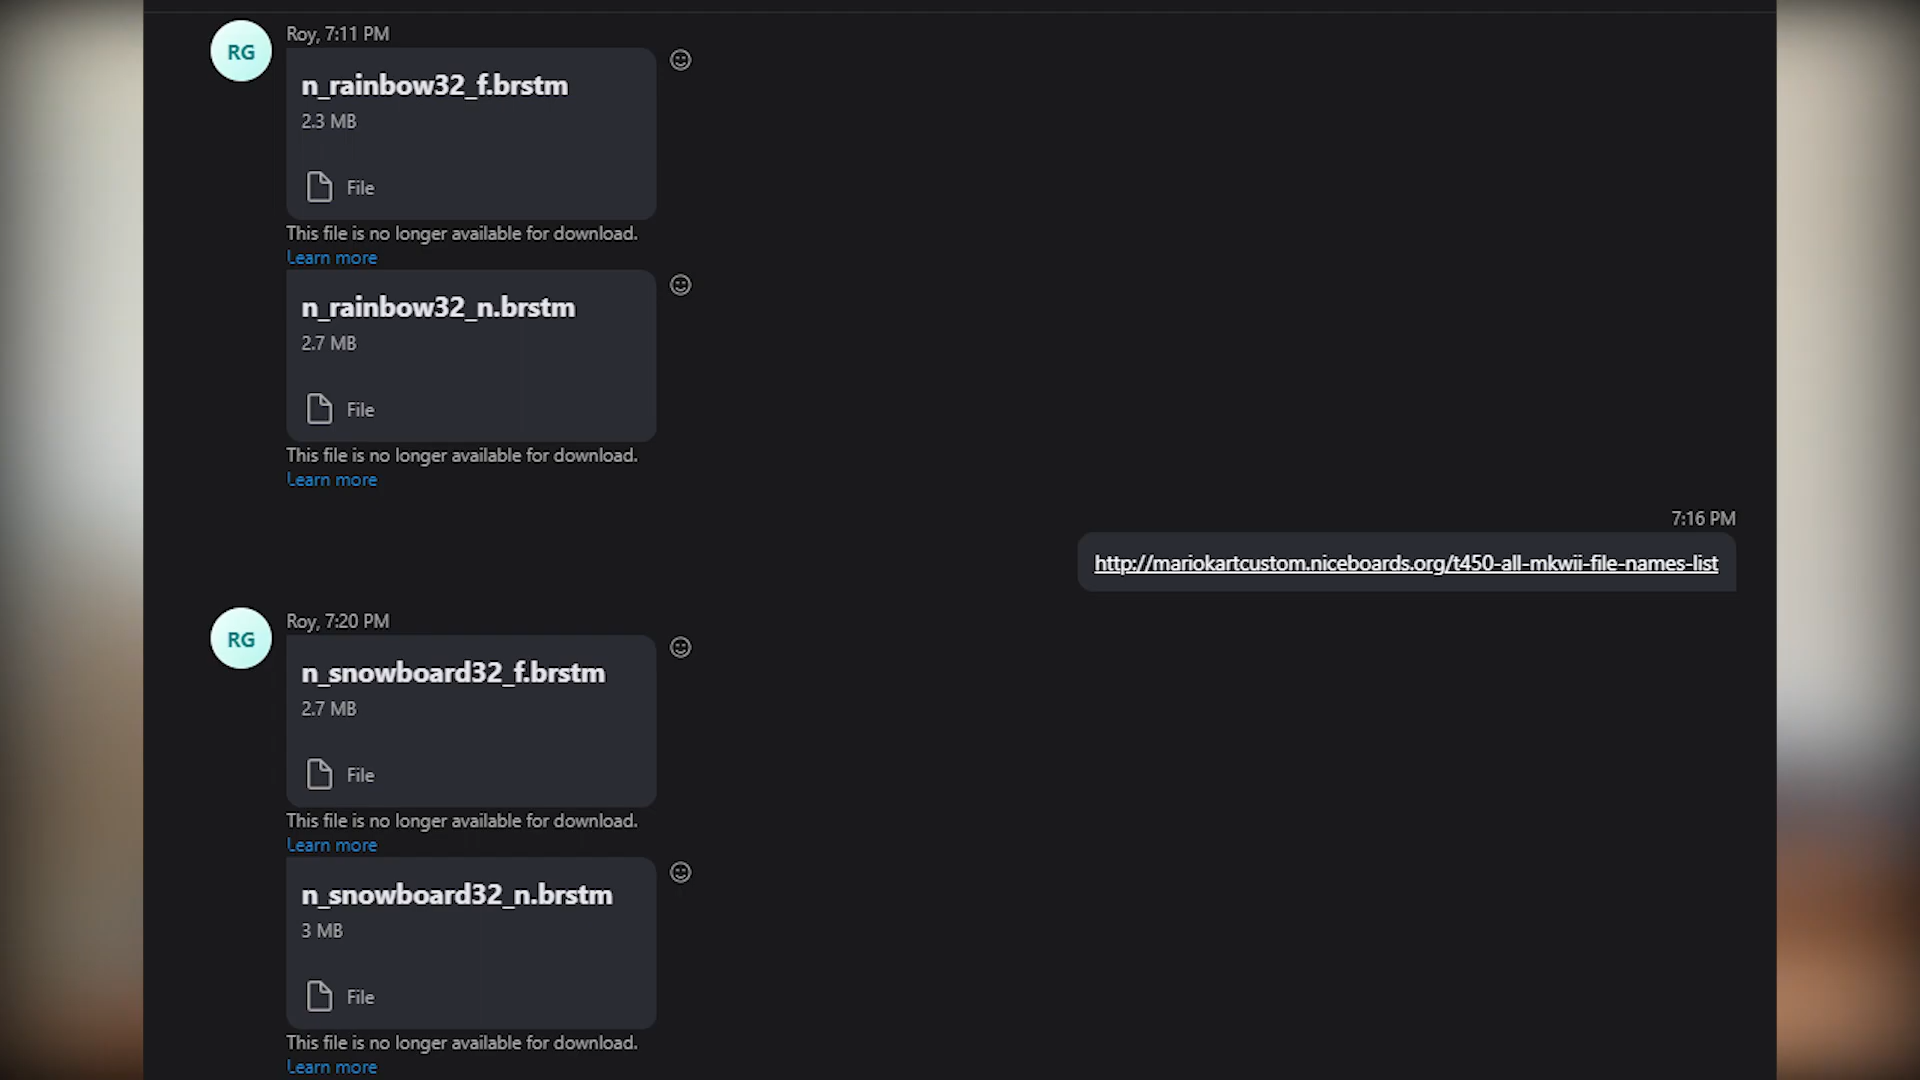 Roy, 7:11 PM
RG
n_rainbow32_f.brstm
2.3 MB
File
This file is no longer available for download.
Learn more
n_rainbow32_n.brstm
2.7 MB
File
This file is no longer available for download.
Learn more
7:16 PM
http://mariokartcustom.niceboards.org/t450-all-mkwii-file-names-list
Roy, 7:20 PM
RG
n_snowboard32_f.brstm
2.7 MB
File
This file is no longer available for download.
Learn more
n_snowboard32_n.brstm
3 MB
File
This file is no longer available for download.
Learn more